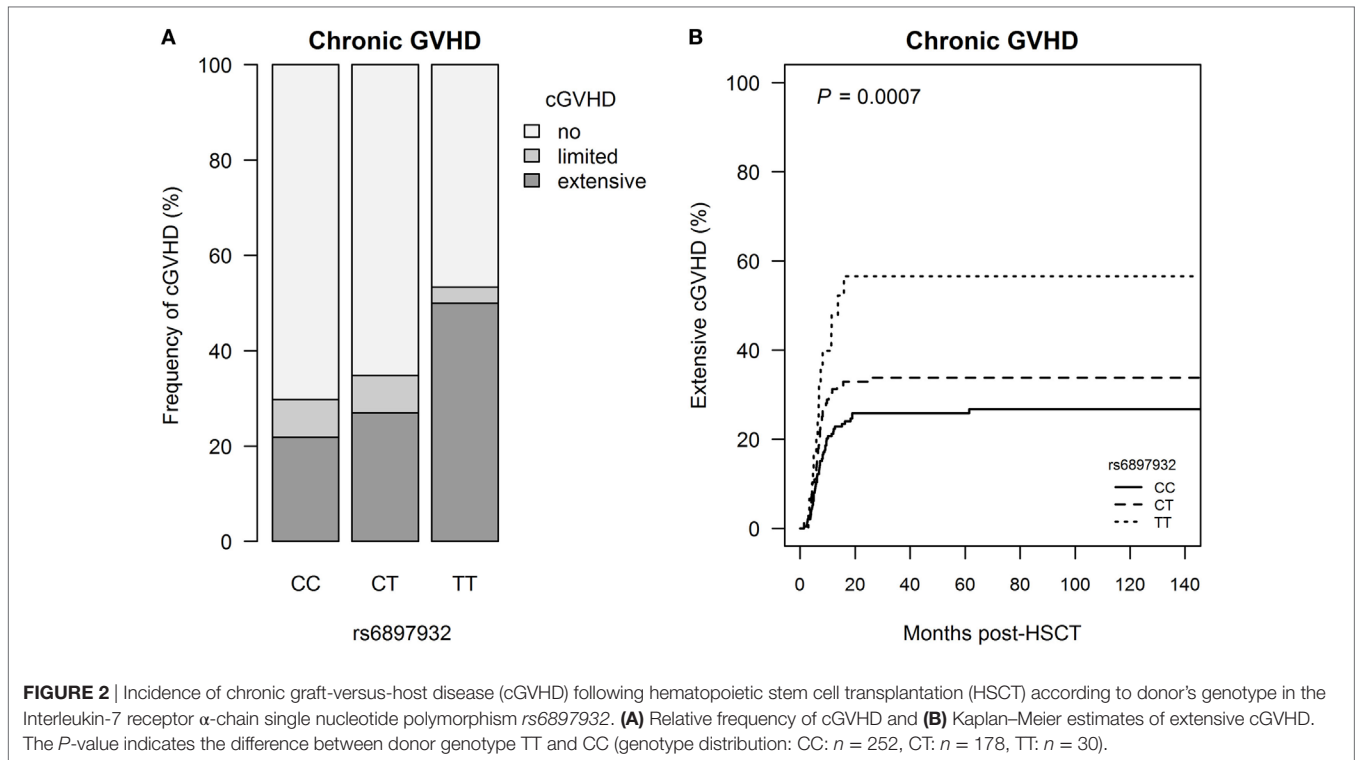 A
Chronic GVHD
Frequency of cGVHD (%)
100
80
60
40
20
0
CC
CT
TT
rs6897932
cGVHD
no
limited
extensive
B
Chronic GVHD
Extensive cGVHD (%)
100
80
60
40
20
0
P = 0.0007
rs6897932
CC
CT
TT
0 20 40 60 80 100 120 140
Months post-HSCT
FIGURE 2 | Incidence of chronic graft-versus-host disease (cGVHD) following hematopoietic stem cell transplantation (HSCT) according to donor's genotype in the
Interleukin-7 receptor α-chain single nucleotide polymorphism rs6897932. (A) Relative frequency of cGVHD and (B) Kaplan–Meier estimates of extensive cGVHD.
The P-value indicates the difference between donor genotype TT and CC (genotype distribution: CC: n = 252, CT: n = 178, TT: n = 30).